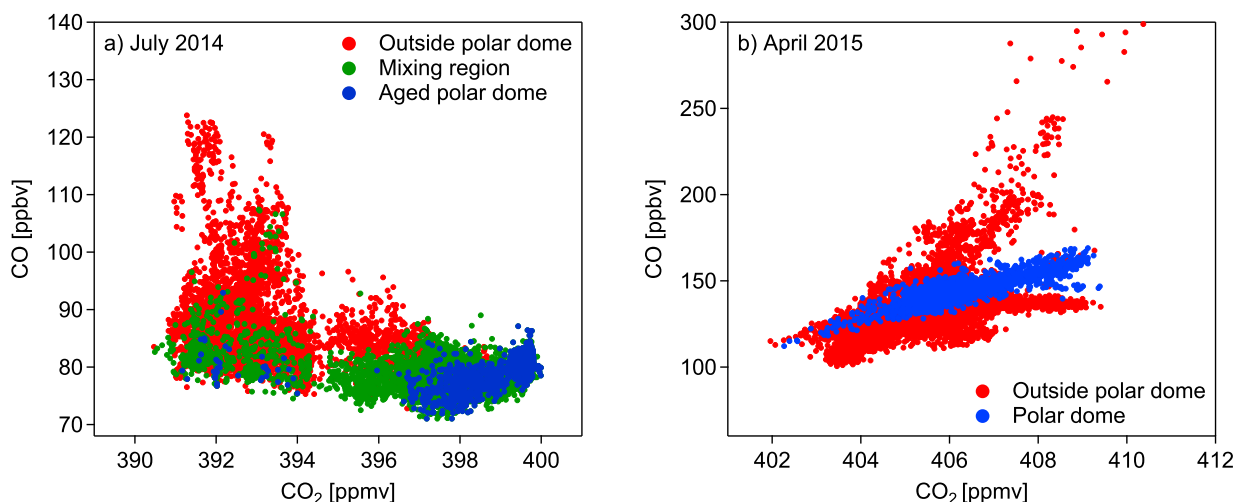 a) July 2014
Outside polar dome
Mixing region
Aged polar dome
140
130
120
110
100
90
80
70
CO [ppbv]
390
392
394
396
398
400
CO₂ [ppmv]
b) April 2015
300
250
200
150
100
CO [ppbv]
Outside polar dome
Polar dome
402
404
406
408
410
412
CO₂ [ppmv]